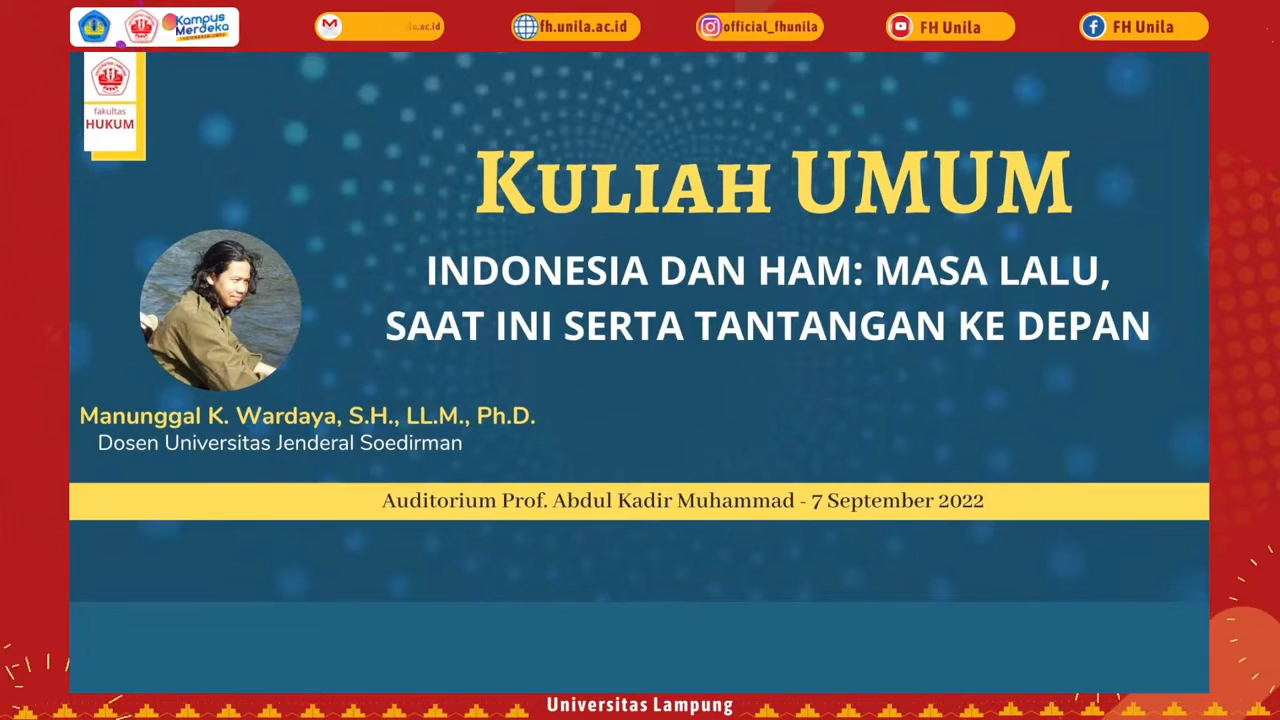 Kampus
Merdeka
INDONESIA JAYA
fh.unila.ac.id
official_fhunila
FH Unila
FH Unila
fakultas
HUKUM
KULIAH UMUM
INDONESIA DAN HAM: MASA LALU,
SAAT INI SERTA TANTANGAN KE DEPAN
Manunggal K. Wardaya, S.H., LL.M., Ph.D.
Dosen Universitas Jenderal Soedirman
Auditorium Prof. Abdul Kadir Muhammad - 7 September 2022
Universitas Lampung